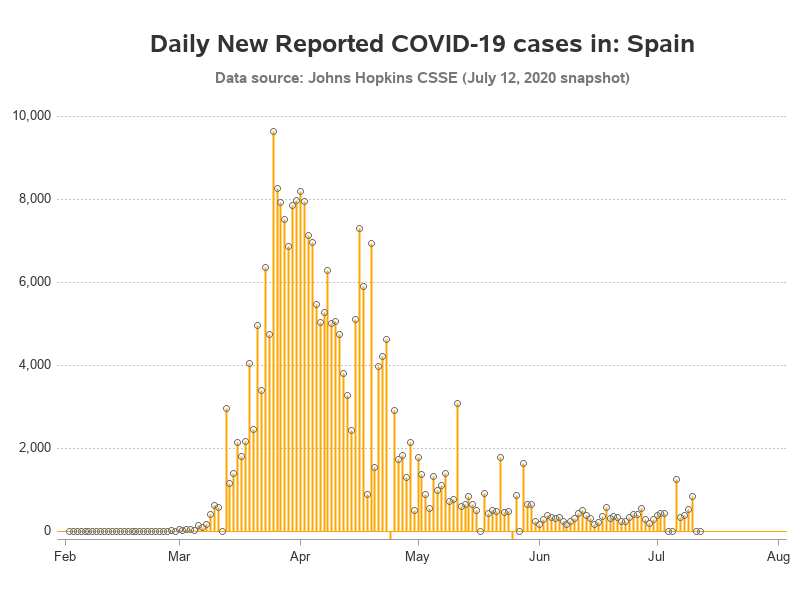 Daily New Reported COVID-19 cases in: Spain
Data source: Johns Hopkins CSSE (July 12, 2020 snapshot)
10,000
8,000
6,000
4,000
2,000
0
Feb Mar Apr May Jun Jul Aug